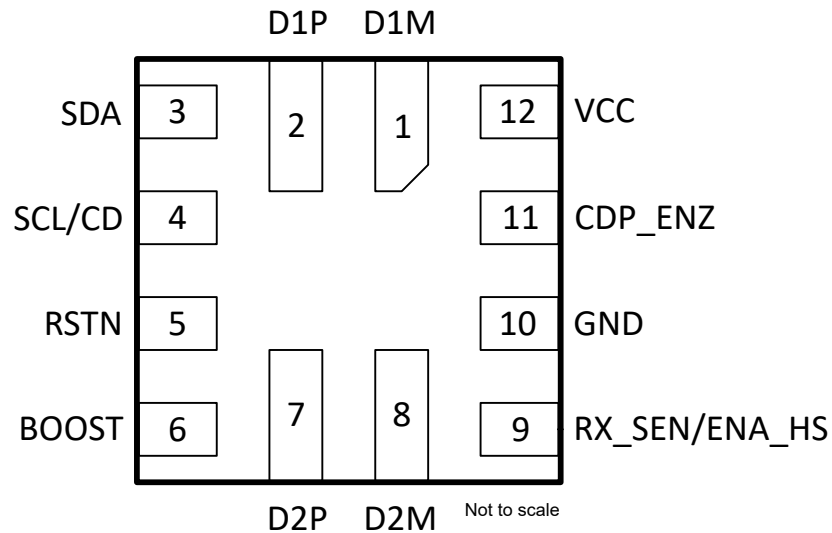 D1P D1M
SDA 3 2 1 12 VCC
SCL/CD 4 11 CDP_ENZ
RSTN 5 10 GND
BOOST 6 7 8 9 RX_SEN/ENA_HS
D2P D2M Not to scale